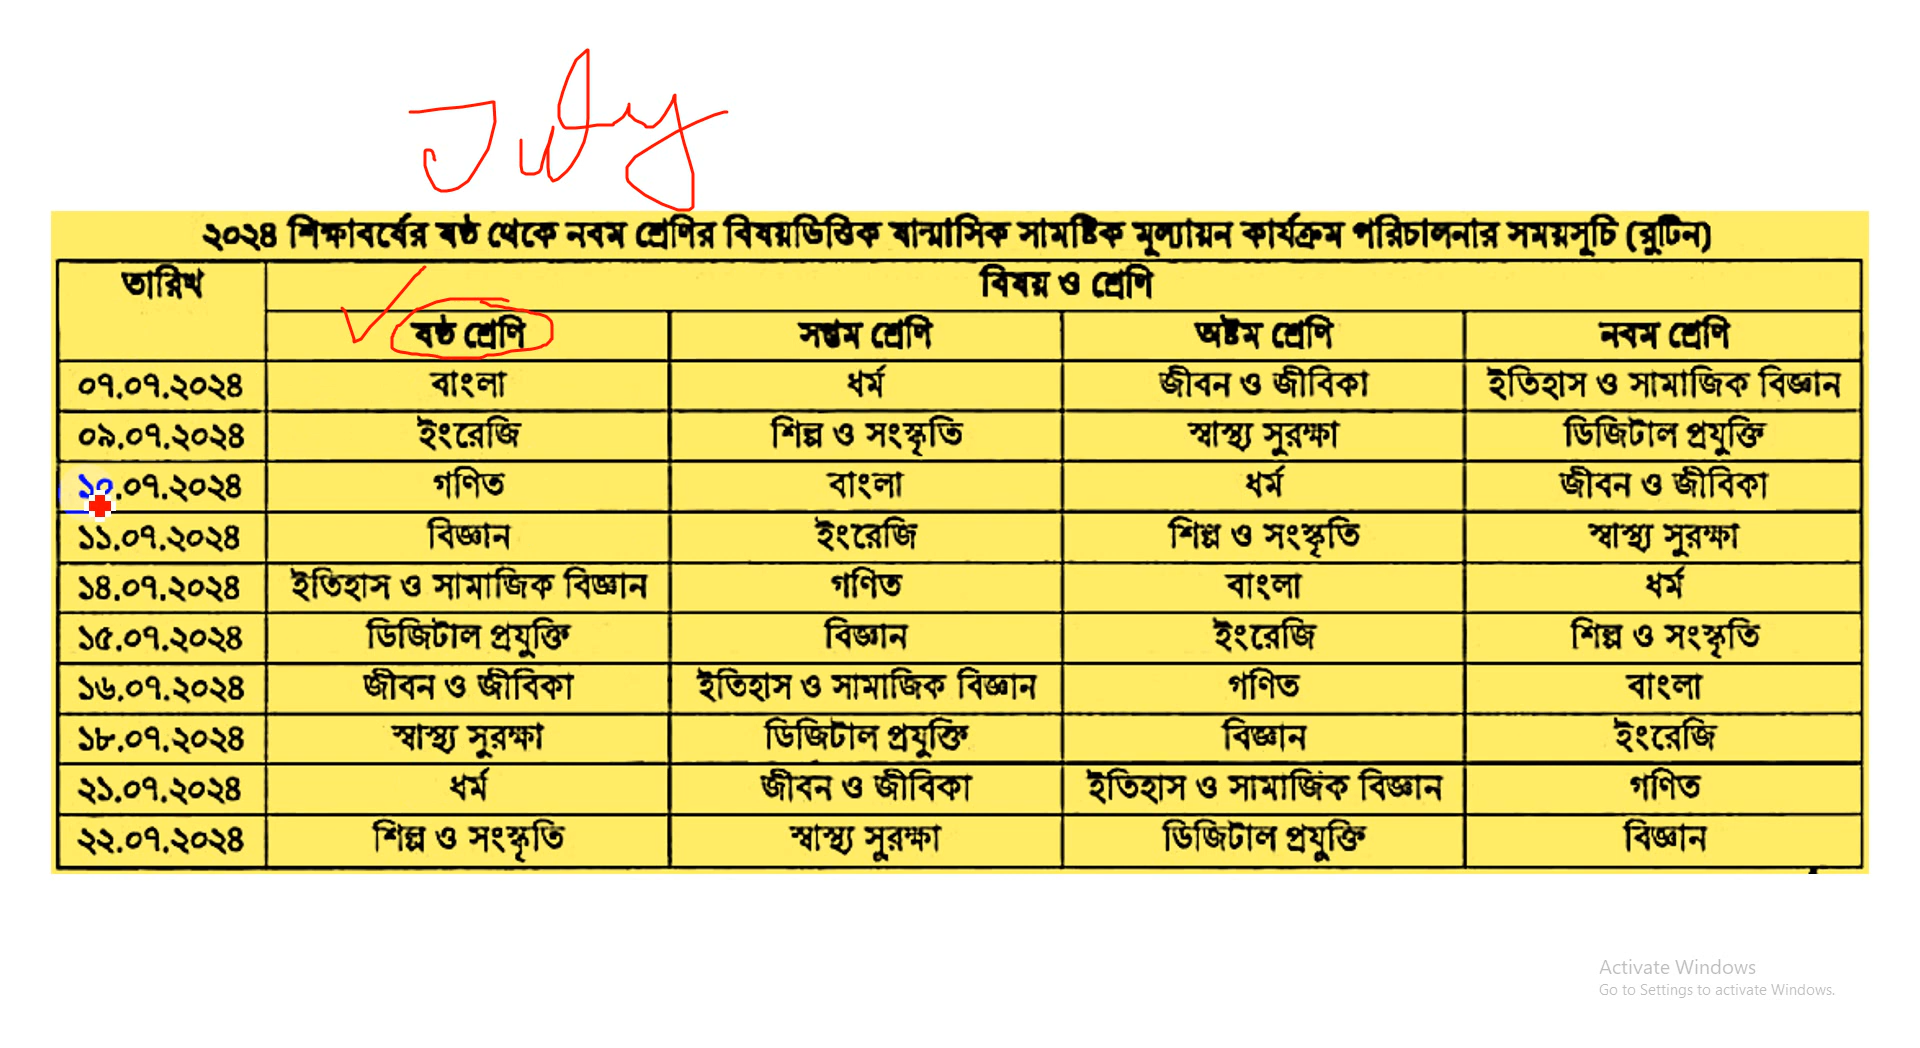 July
২০২৪ শিক্ষাবর্ষের ষষ্ঠ থেকে নবম শ্রেণির বিষয়ভিত্তিক ষান্মাসিক সামষ্টিক মূল্যায়ন কার্যক্রম পরিচালনার সময়সূচি (রুটিন)
তারিখ বিষয় ও শ্রেণি
ষষ্ঠ শ্রেণি সপ্তম শ্রেণি অষ্টম শ্রেণি নবম শ্রেণি
০৭.০৭.২০২৪ বাংলা ধর্ম জীবন ও জীবিকা ইতিহাস ও সামাজিক বিজ্ঞান
০৯.০৭.২০২৪ ইংরেজি শিল্প ও সংস্কৃতি স্বাস্থ্য সুরক্ষা ডিজিটাল প্রযুক্তি
১০.০৭.২০২৪ গণিত বাংলা ধর্ম জীবন ও জীবিকা
১১.০৭.২০২৪ বিজ্ঞান ইংরেজি শিল্প ও সংস্কৃতি স্বাস্থ্য সুরক্ষা
১৪.০৭.২০২৪ ইতিহাস ও সামাজিক বিজ্ঞান গণিত বাংলা ধর্ম
১৫.০৭.২০২৪ ডিজিটাল প্রযুক্তি বিজ্ঞান ইংরেজি শিল্প ও সংস্কৃতি
১৬.০৭.২০২৪ জীবন ও জীবিকা ইতিহাস ও সামাজিক বিজ্ঞান গণিত বাংলা
১৮.০৭.২০২৪ স্বাস্থ্য সুরক্ষা ডিজিটাল প্রযুক্তি বিজ্ঞান ইংরেজি
২১.০৭.২০২৪ ধর্ম জীবন ও জীবিকা ইতিহাস ও সামাজিক বিজ্ঞান গণিত
২২.০৭.২০২৪ শিল্প ও সংস্কৃতি স্বাস্থ্য সুরক্ষা ডিজিটাল প্রযুক্তি বিজ্ঞান
Activate Windows
Go to Settings to activate Windows.